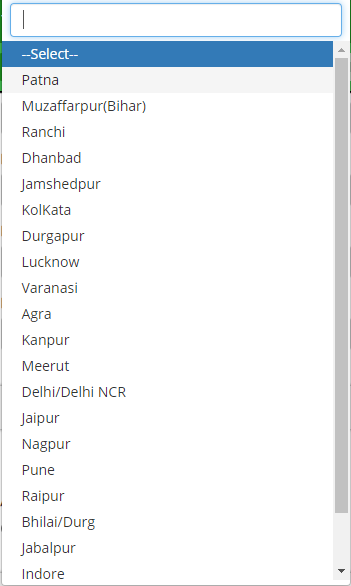 --Select--
Patna
Muzaffarpur(Bihar)
Ranchi
Dhanbad
Jamshedpur
KolKata
Durgapur
Lucknow
Varanasi
Agra
Kanpur
Meerut
Delhi/Delhi NCR
Jaipur
Nagpur
Pune
Raipur
Bhilai/Durg
Jabalpur
Indore